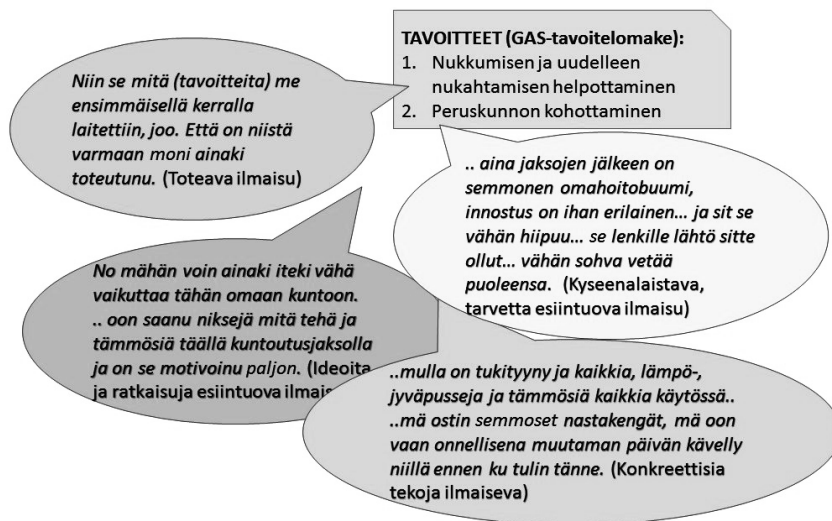 TAVOITTEET (GAS-tavoitelomake):
1. Nukkumisen ja uudelleen
nukahtamisen helpottaminen
2. Peruskunnon kohottaminen
Niin se mitä (tavoitteita) me
ensimmäisellä kerralla
laitettiin, joo. Että on niistä
varmaan moni ainaki
toteutunu. (Toteava ilmaisu)
.. aina jaksojen jälkeen on
semmonen omahoitobuumi,
innostus on ihan erilainen... ja sit se
vähän hiipuu... se lenkille lähtö sitte
ollut... vähän sohva vetää
puoleensa. (Kyseenalaistava,
tarvetta esiintuova ilmaisu)
No mähän voin ainaki iteki vähä
vaikuttaa tähän omaan kuntoon.
.. oon saanu niksejä mitä tehä ja
tämmösiä täällä kuntoutusjaksolla
ja on se motivoinu paljon. (Ideoita
ja ratkaisuja esiintuova ilmais
..mulla on tukityyny ja kaikkia, lämpö-,
jyväpusseja ja tämmösiä kaikkia käytössä..
..mä ostin semmoset nastakengät, mä oon
vaan onnellisena muutaman päivän kävelly
niillä ennen ku tulin tänne. (Konkreettisia
tekoja ilmaiseva)